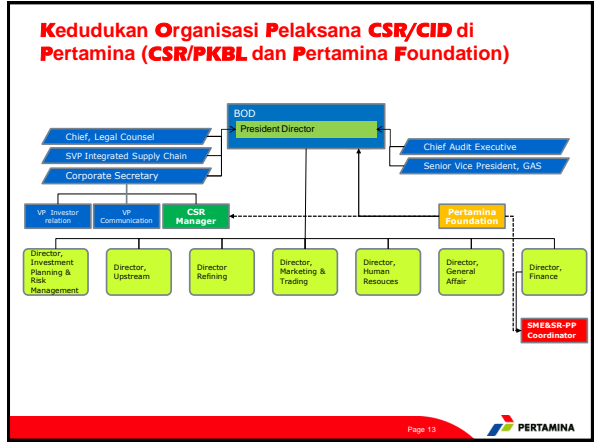 Kedudukan Organisasi Pelaksana CSR/CID di
Pertamina (CSR/PKBL dan Pertamina Foundation)
BOD
President Director
Chief, Legal Counsel
SVP Integrated Supply Chain
Corporate Secretary
Chief Audit Executive
Senior Vice President, GAS
VP Investor
relation
VP
Communication
CSR
Manager
Pertamina
Foundation
Director,
Investment
Planning &
Risk
Management
Director,
Upstream
Director
Refining
Director,
Marketing &
Trading
Director,
Human
Resouces
Director,
General
Affair
Director,
Finance
SME&SR-PP
Coordinator
Page 13
PERTAMINA